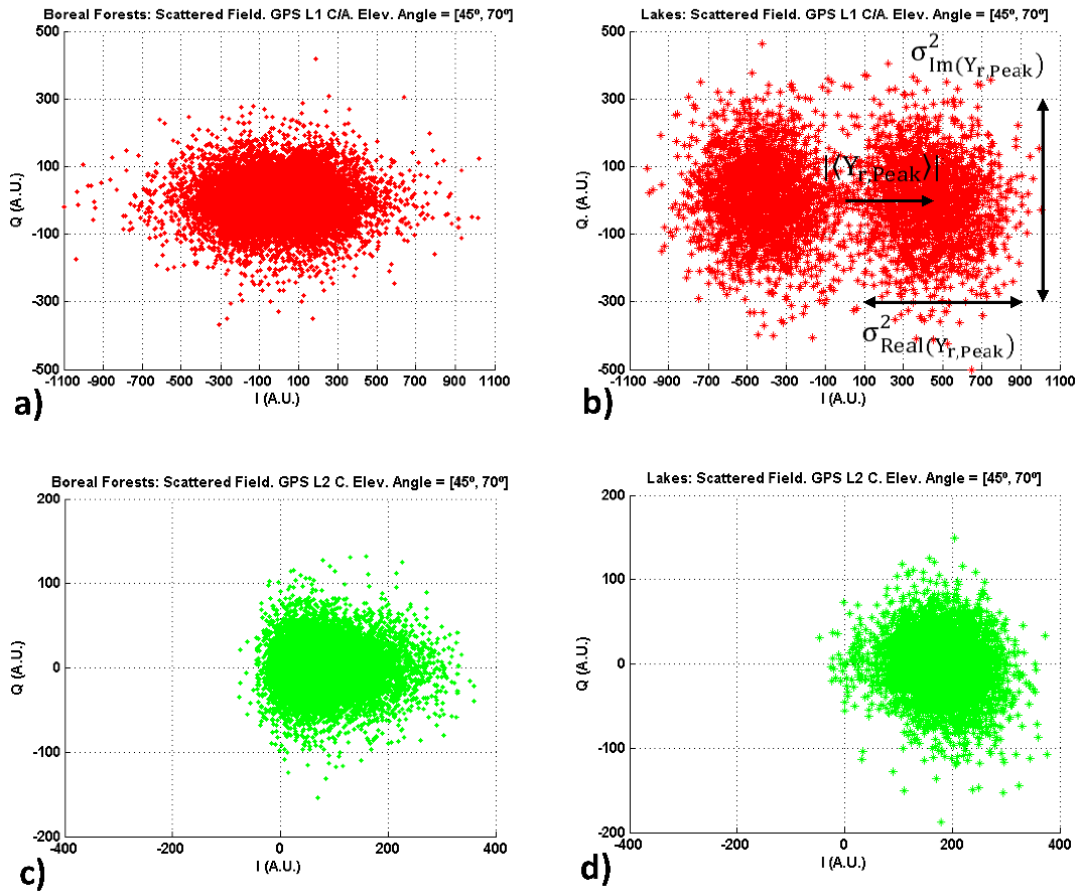 Boreal Forests: Scattered Field. GPS L1 C/A. Elev. Angle = [45º, 70º]
500
300
100
-100
-300
-500
Q (A.U.)
-1100 -900 -700 -500 -300 -100 100 300 500 700 900 1100
I (A.U.)
a)
Lakes: Scattered Field. GPS L1 C/A. Elev. Angle = [45º, 70º]
500
300
100
-100
-300
-500
Q (A.U.)
σ²Im(Yr,Peak)
|⟨Yr,Peak⟩|
σ²Real(Yr,Peak)
-1100 -900 -700 -500 -300 -100 100 300 500 700 900 1100
I (A.U.)
b)
Boreal Forests: Scattered Field. GPS L2 C. Elev. Angle = [45º, 70º]
200
100
0
-100
-200
Q (A.U.)
-400 -200 0 200 400
I (A.U.)
c)
Lakes: Scattered Field. GPS L2 C. Elev. Angle = [45º, 70º]
200
100
0
-100
-200
Q (A.U.)
-400 -200 0 200 400
I (A.U.)
d)